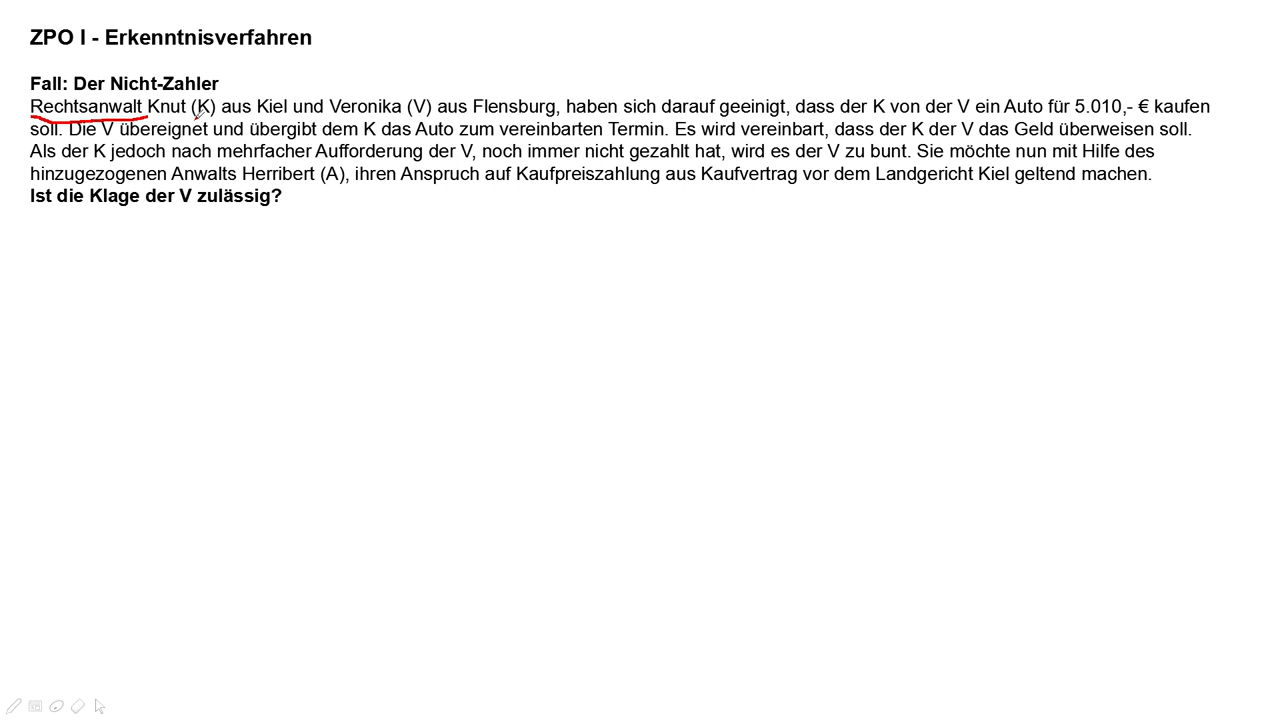 ZPO I - Erkenntnisverfahren
Fall: Der Nicht-Zahler
Rechtsanwalt Knut (K) aus Kiel und Veronika (V) aus Flensburg, haben sich darauf geeinigt, dass der K von der V ein Auto für 5.010,- € kaufen
soll. Die V übereignet und übergibt dem K das Auto zum vereinbarten Termin. Es wird vereinbart, dass der K der V das Geld überweisen soll.
Als der K jedoch nach mehrfacher Aufforderung der V, noch immer nicht gezahlt hat, wird es der V zu bunt. Sie möchte nun mit Hilfe des
hinzugezogenen Anwalts Herribert (A), ihren Anspruch auf Kaufpreiszahlung aus Kaufvertrag vor dem Landgericht Kiel geltend machen.
Ist die Klage der V zulässig?